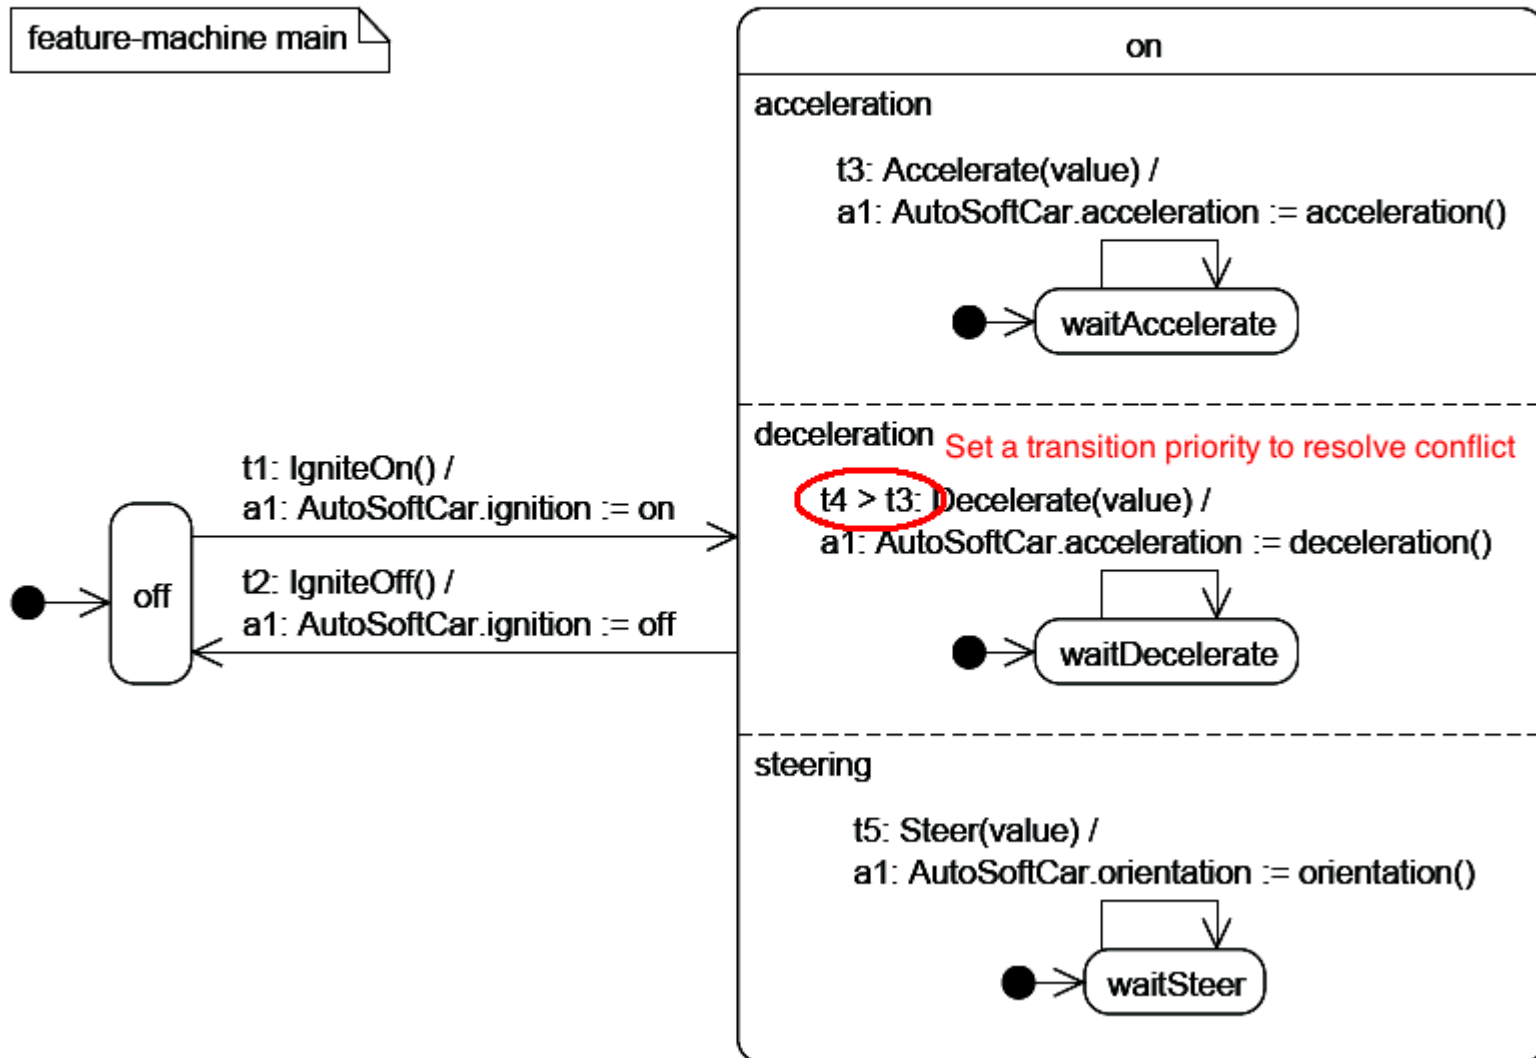 feature-machine main
on
acceleration
t3: Accelerate(value) /
a1: AutoSoftCar.acceleration := acceleration()
waitAccelerate
deceleration
Set a transition priority to resolve conflict
t4 > t3: Decelerate(value) /
a1: AutoSoftCar.acceleration := deceleration()
waitDecelerate
t1: IgniteOn() /
a1: AutoSoftCar.ignition := on
off
t2: IgniteOff() /
a1: AutoSoftCar.ignition := off
steering
t5: Steer(value) /
a1: AutoSoftCar.orientation := orientation()
waitSteer